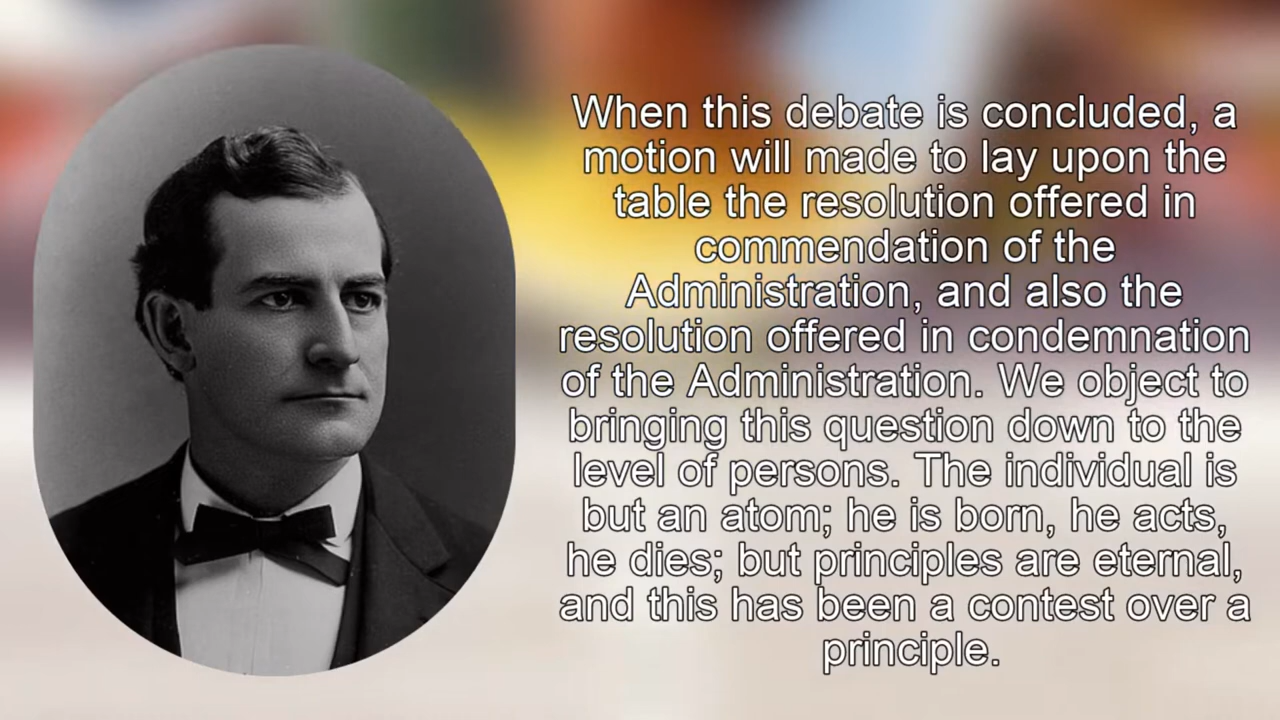 When this debate is concluded, a
motion will made to lay upon the
table the resolution offered in
commendation of the
Administration, and also the
resolution offered in condemnation
of the Administration. We object to
bringing this question down to the
level of persons. The individual is
but an atom; he is born, he acts,
he dies; but principles are eternal,
and this has been a contest over a
principle.